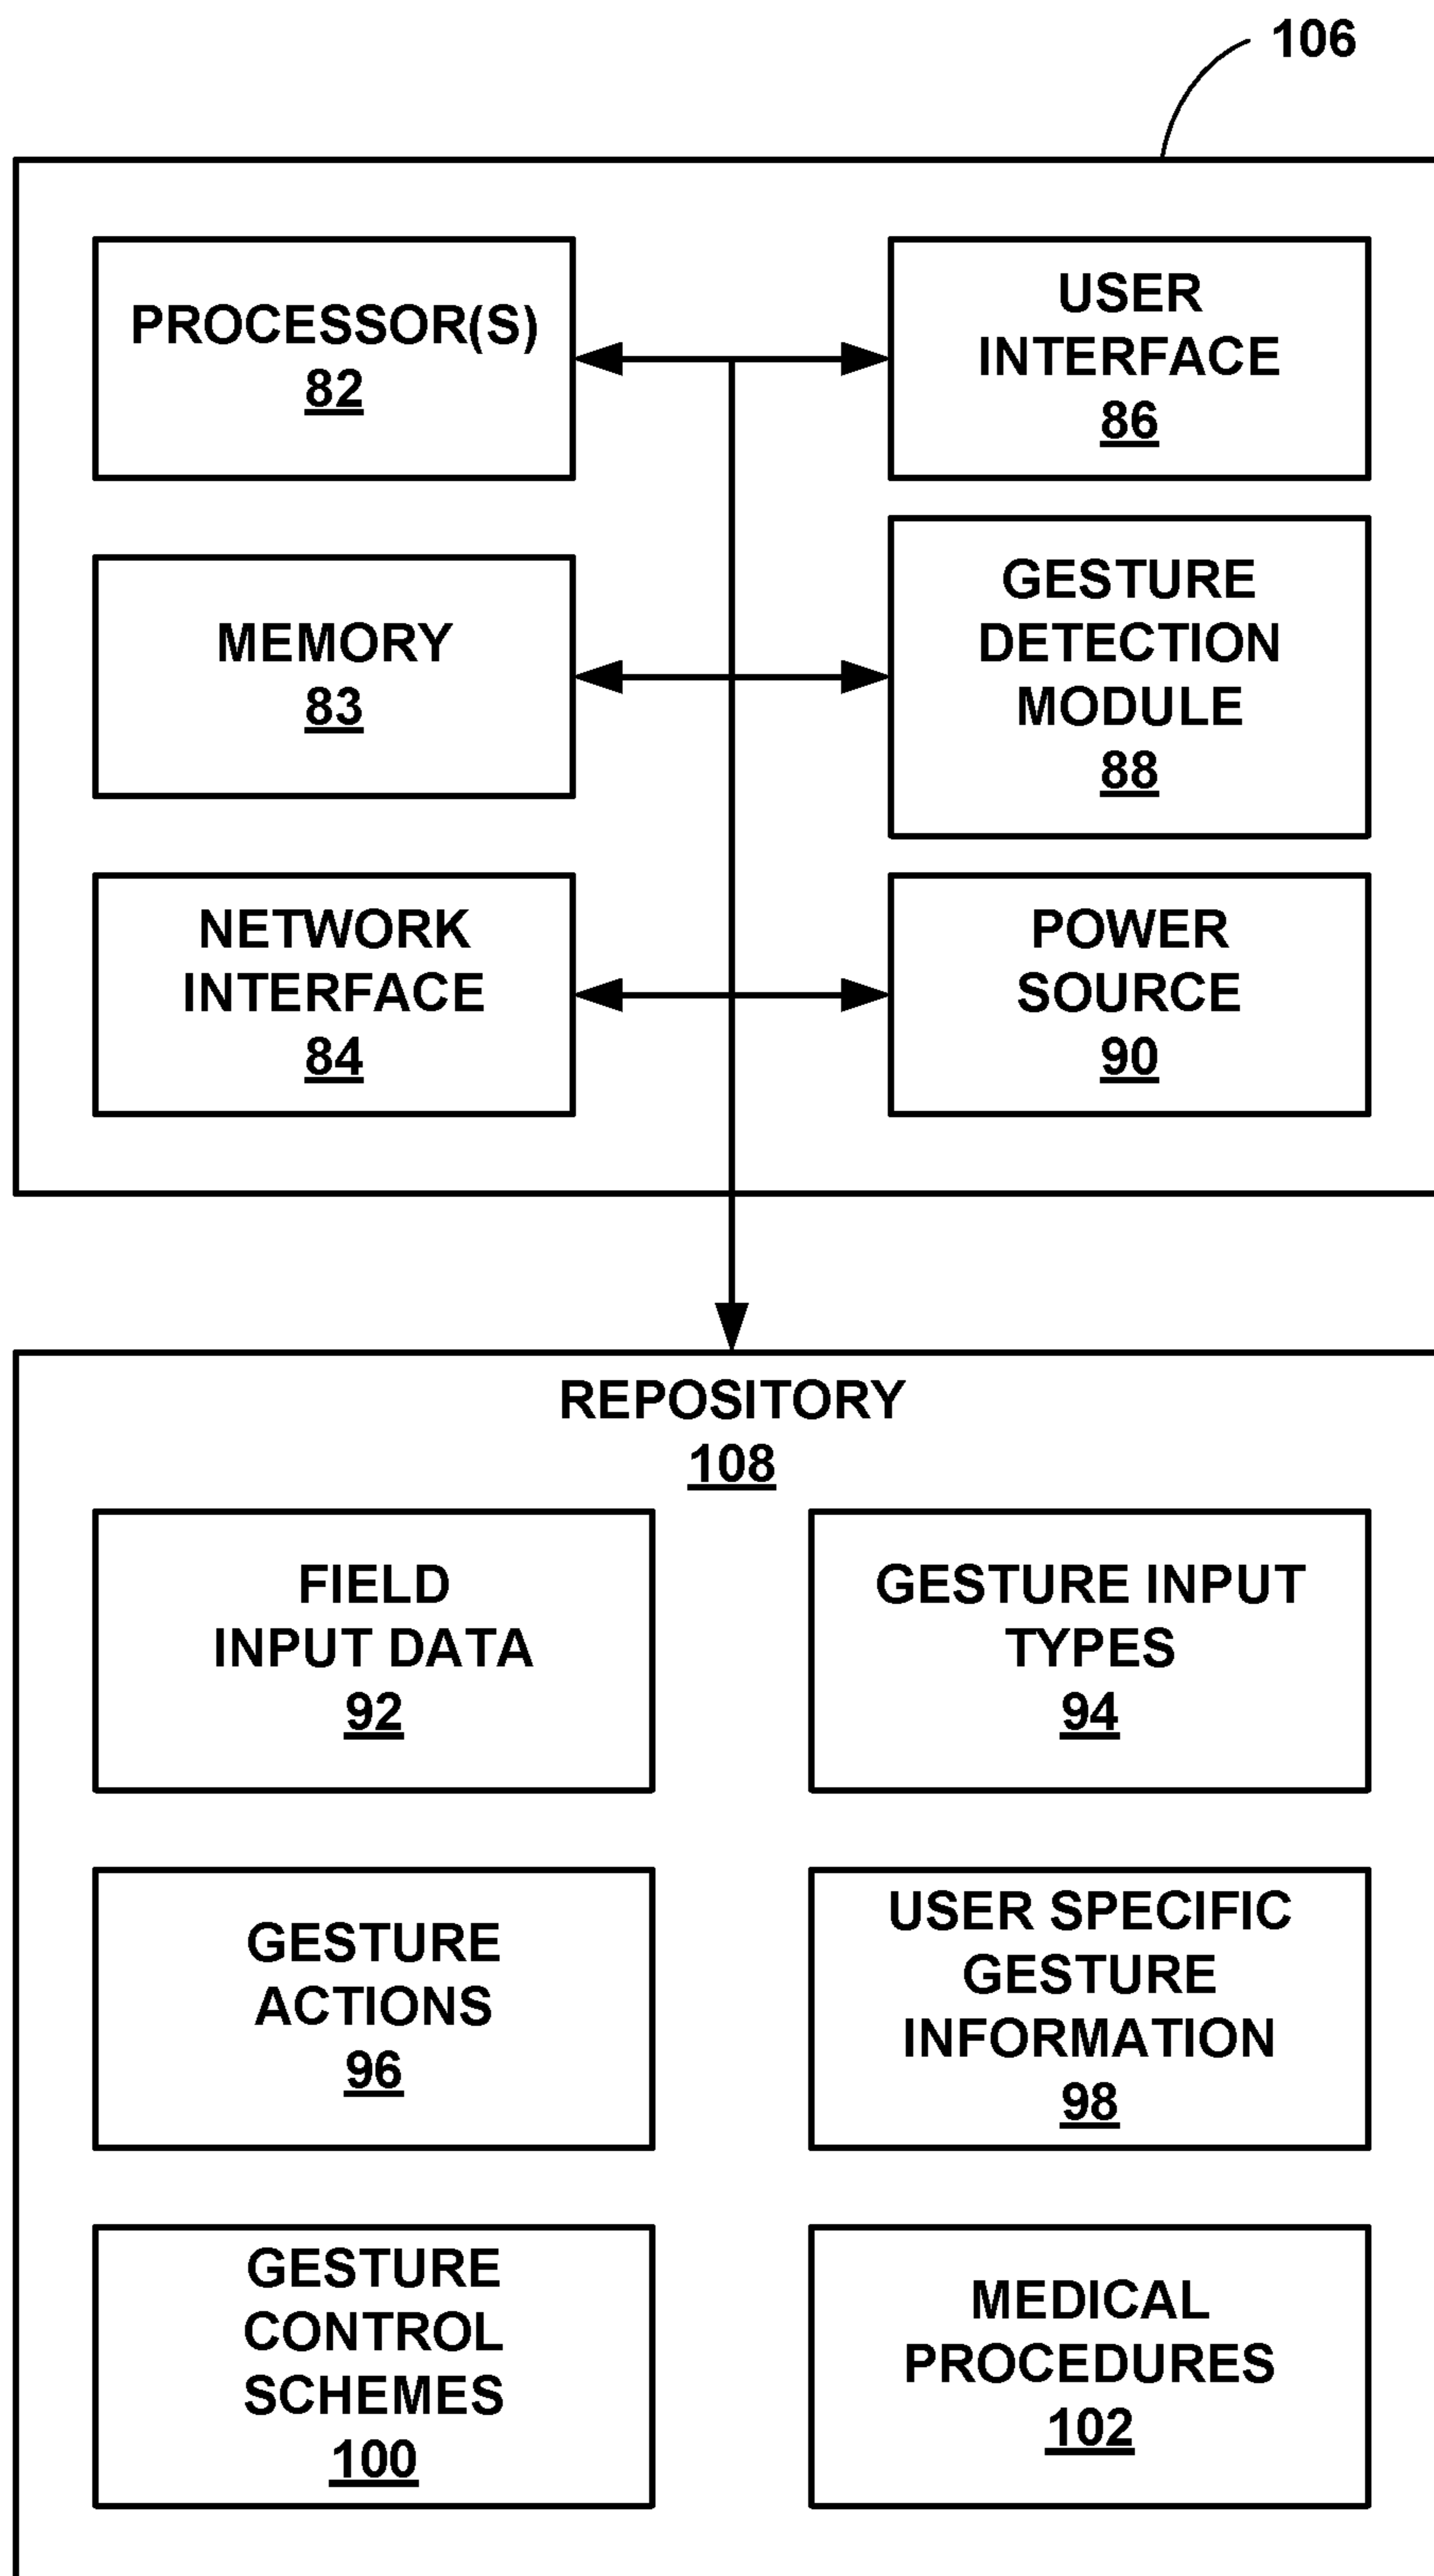 106
PROCESSOR(S)
82
USER
INTERFACE
86
MEMORY
83
GESTURE
DETECTION
MODULE
88
NETWORK
INTERFACE
84
POWER
SOURCE
90
REPOSITORY
108
FIELD
INPUT DATA
92
GESTURE INPUT
TYPES
94
GESTURE
ACTIONS
96
USER SPECIFIC
GESTURE
INFORMATION
98
GESTURE
CONTROL
SCHEMES
100
MEDICAL
PROCEDURES
102